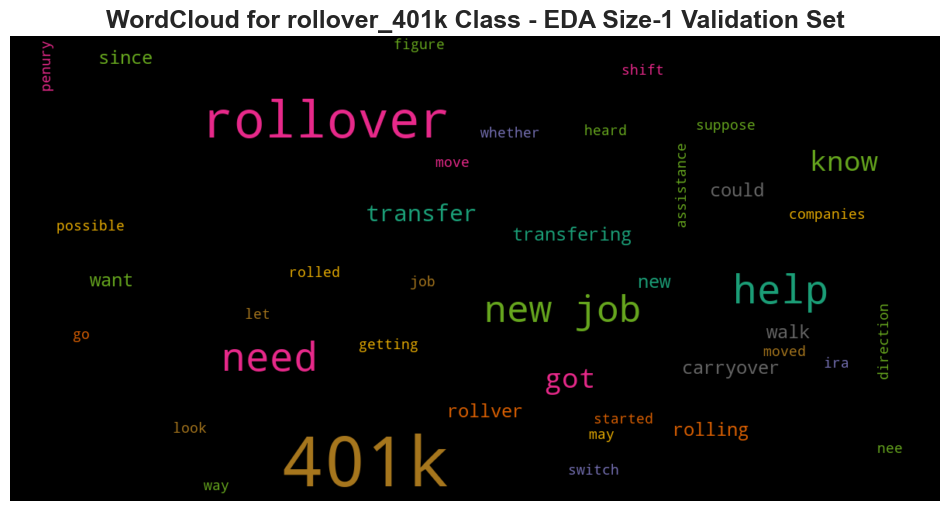 WordCloud for rollover_401k Class - EDA Size-1 Validation Set
penury
since
figure
shift
rollover
whether
heard
suppose
move
assistance
know
could
transfer
companies
possible
transfering
want
rolled
job
new
help
new job
let
go
direction
need
getting
walk
moved
ira
carryover
got
rollver
started
rolling
look
may
401k
switch
nee
way